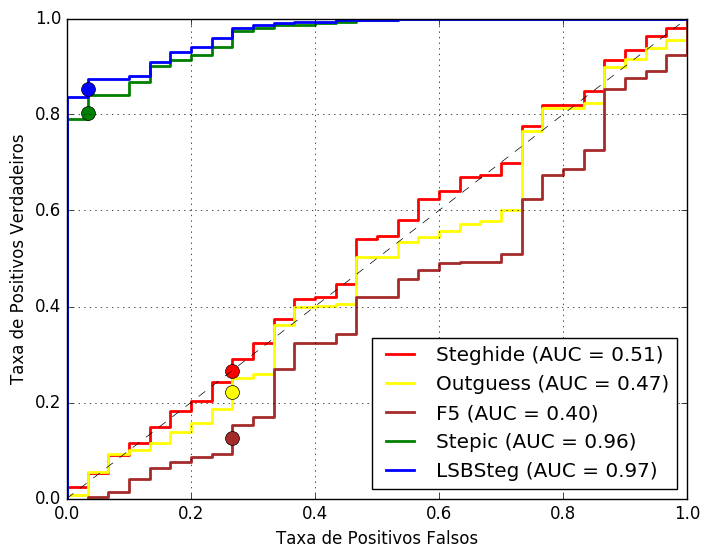 1.0
0.8
0.6
0.4
0.2
0.0
Taxa de Positivos Verdadeiros
Steghide (AUC = 0.51)
Outguess (AUC = 0.47)
F5 (AUC = 0.40)
Stepic (AUC = 0.96)
LSBSteg (AUC = 0.97)
0.0 0.2 0.4 0.6 0.8 1.0
Taxa de Positivos Falsos